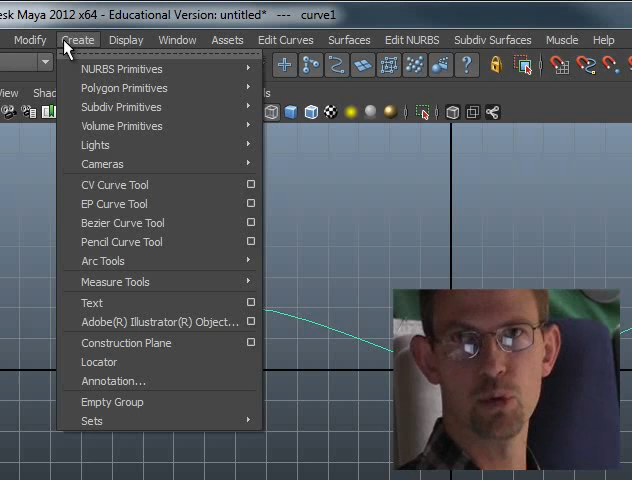 esk Maya 2012 x64 - Educational Version: untitled* --- curve1
Modify Create Display Window Assets Edit Curves Surfaces Edit NURBS Subdiv Surfaces Muscle Help
View Shad
ls
NURBS Primitives
Polygon Primitives
Subdiv Primitives
Volume Primitives
Lights
Cameras
CV Curve Tool
EP Curve Tool
Bezier Curve Tool
Pencil Curve Tool
Arc Tools
Measure Tools
Text
Adobe(R) Illustrator(R) Object...
Construction Plane
Locator
Annotation...
Empty Group
Sets